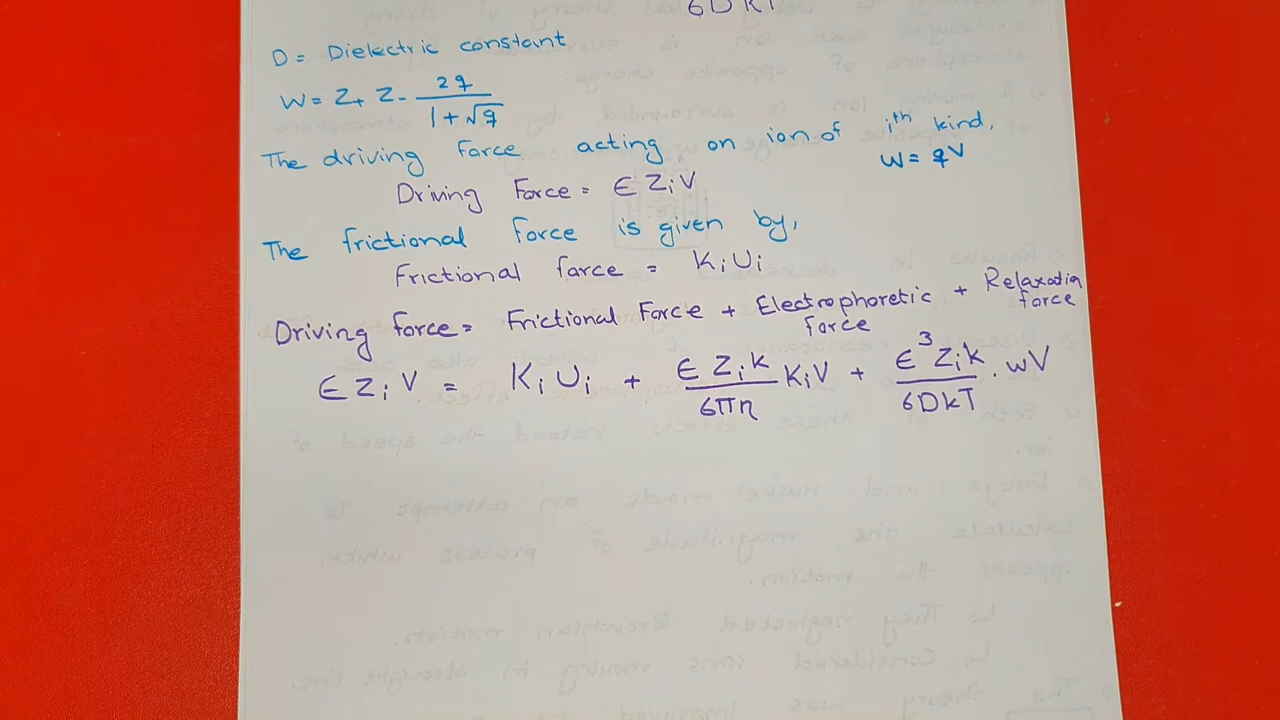 6DkT
D = Dielectric constant
W = Z+ Z- 2q / 1 + √q
The driving force acting on ion of ith kind,
W = qV
Driving Force = ε Zi V
The frictional force is given by,
Frictional force = Ki Ui
Driving force = Frictional Force + Electrophoretic force + Relaxation force
ε Zi V = Ki Ui + ε Zi k / 6πη Ki V + ε³ Zi k / 6DkT . wV